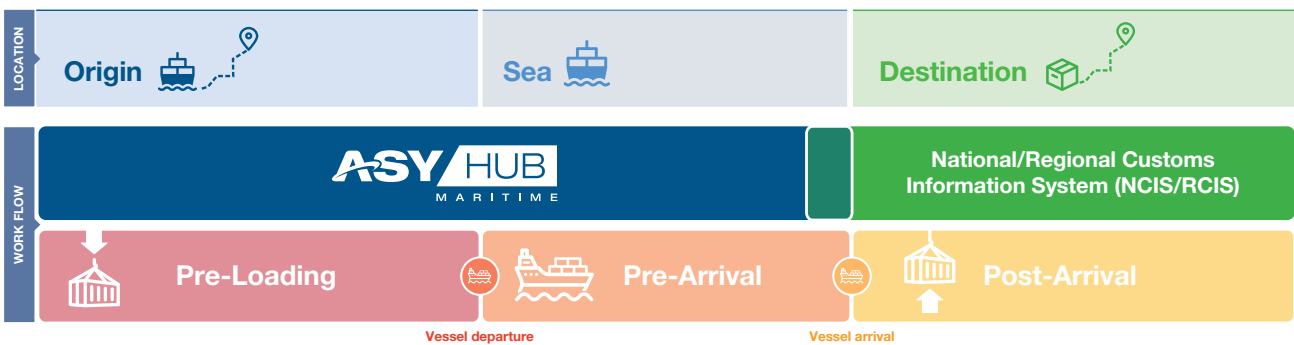 LOCATION
Origin
Sea
Destination
WORK FLOW
ASY HUB
MARITIME
National/Regional Customs
Information System (NCIS/RCIS)
Pre-Loading
Pre-Arrival
Post-Arrival
Vessel departure
Vessel arrival